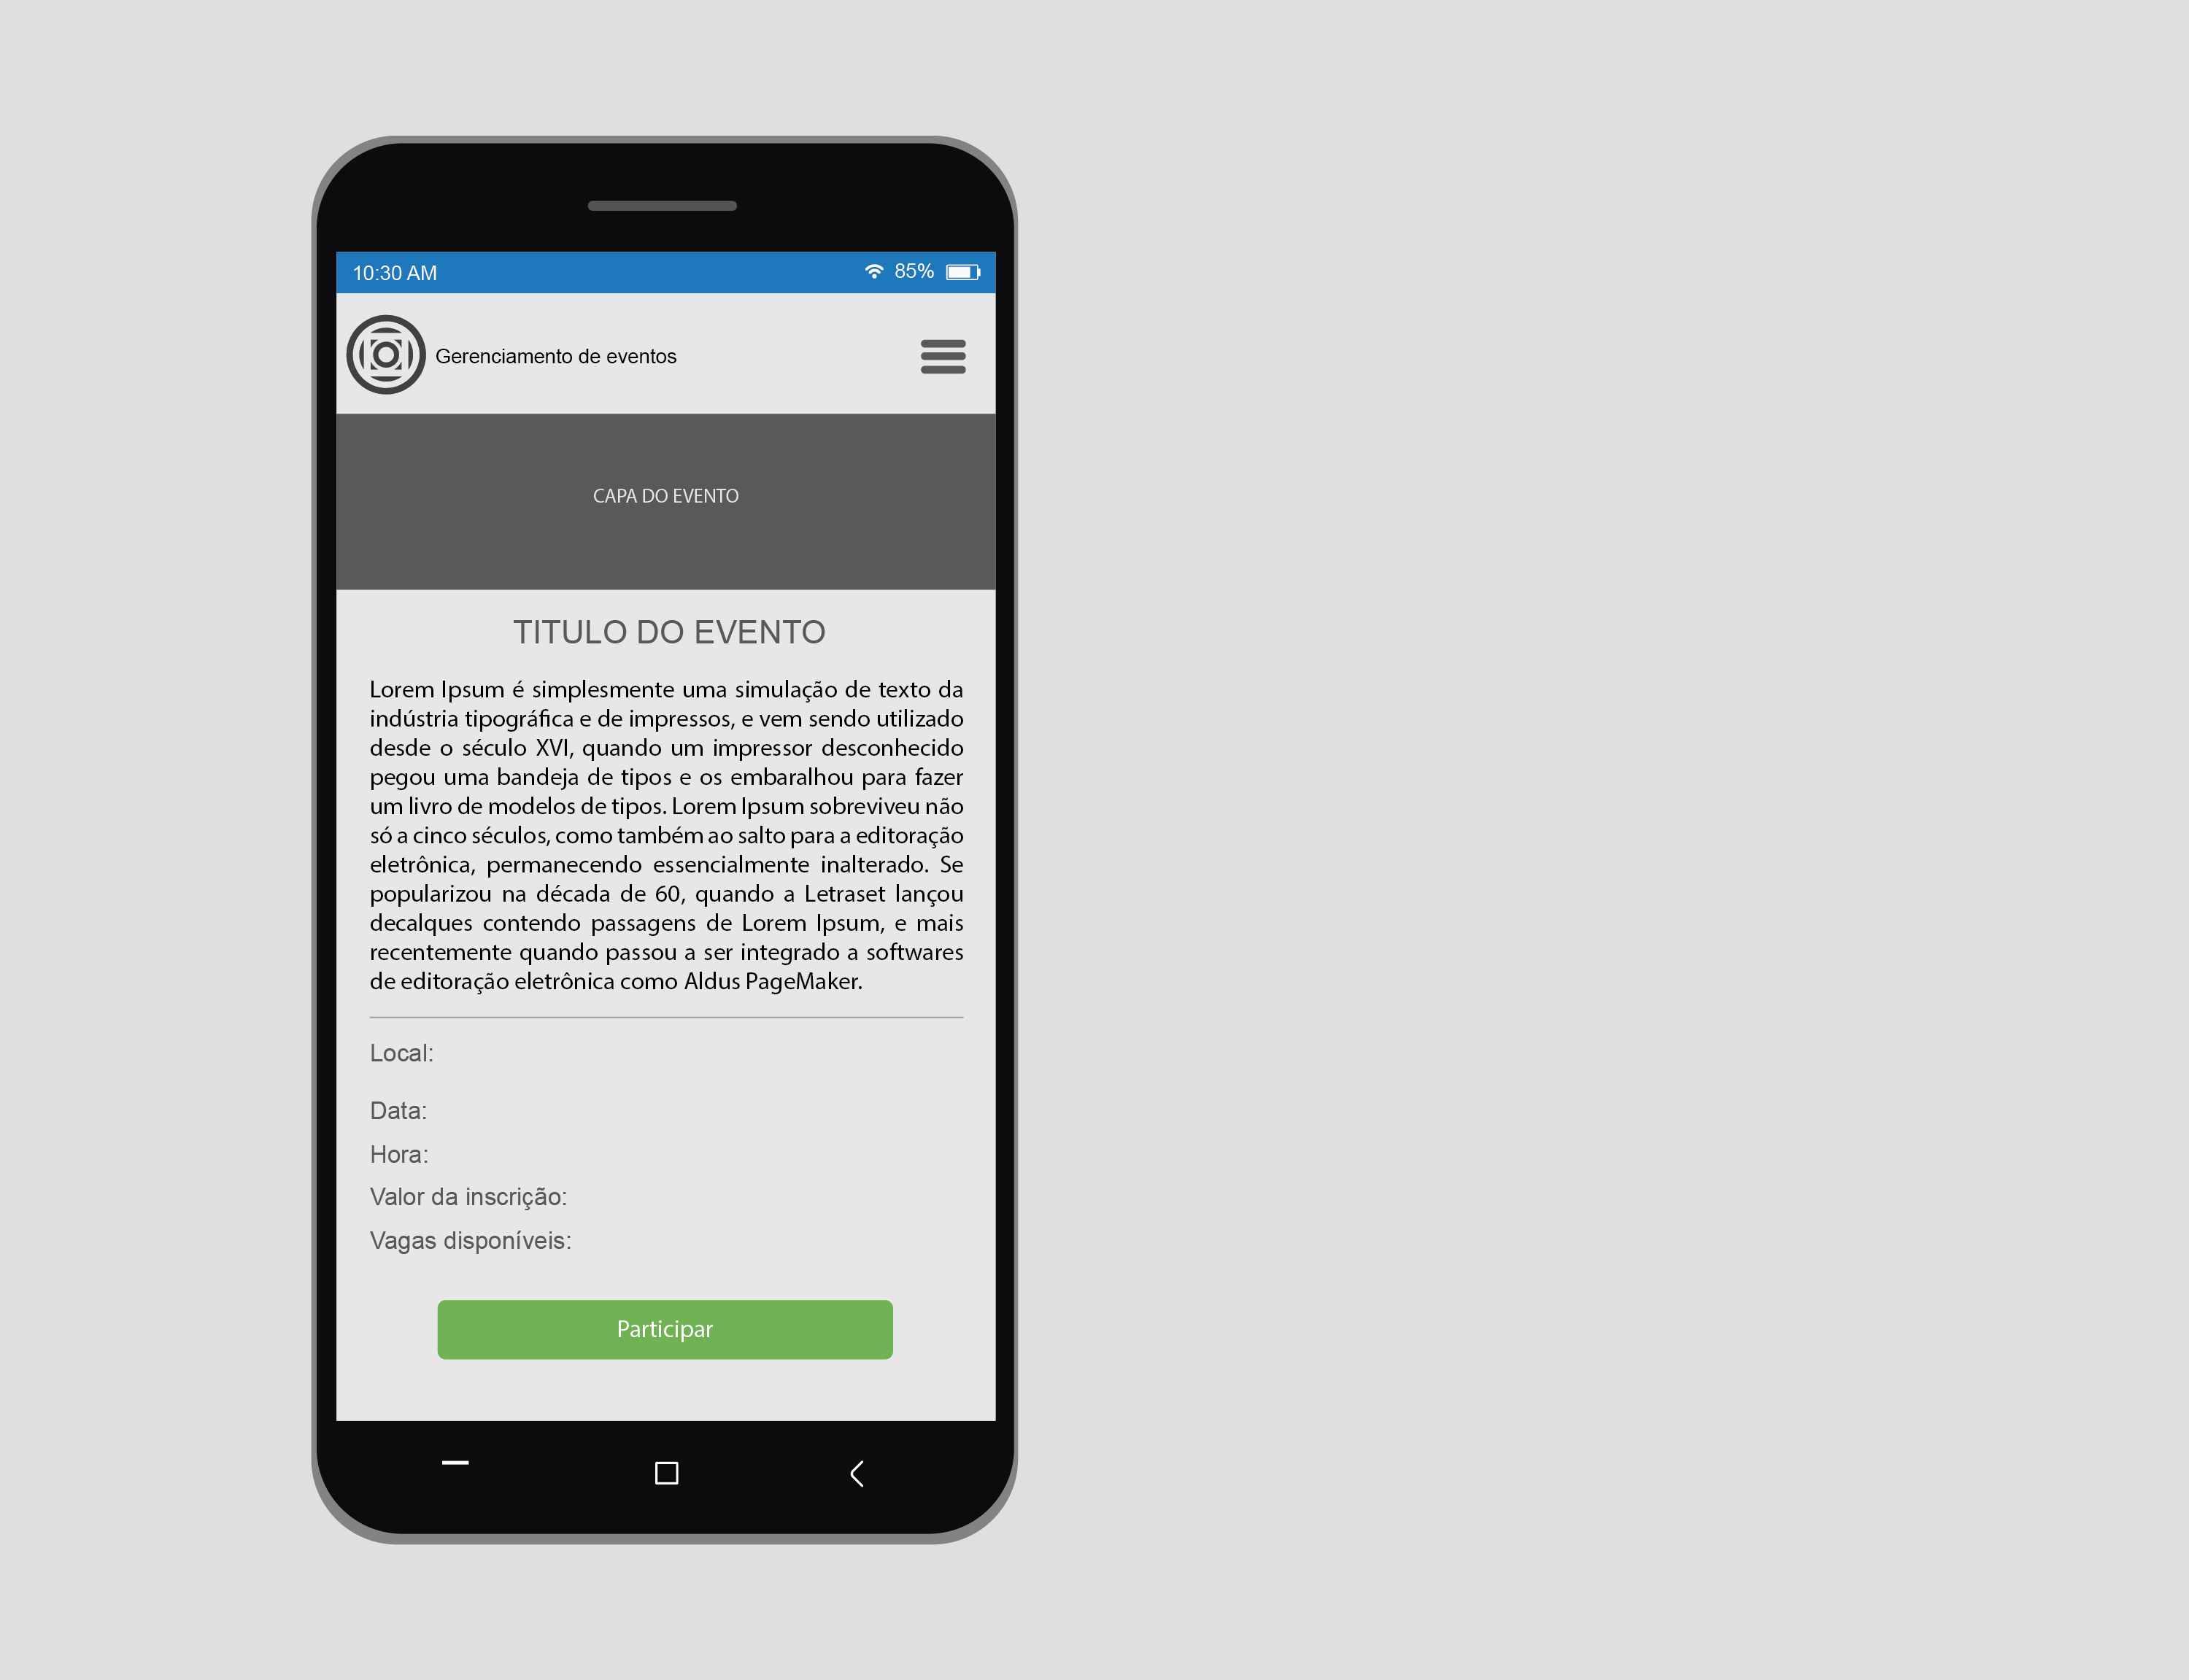 10:30 AM 85%
Gerenciamento de eventos
CAPA DO EVENTO
TITULO DO EVENTO
Lorem Ipsum é simplesmente uma simulação de texto da
indústria tipográfica e de impressos, e vem sendo utilizado
desde o século XVI, quando um impressor desconhecido
pegou uma bandeja de tipos e os embaralhou para fazer
um livro de modelos de tipos. Lorem Ipsum sobreviveu não
só a cinco séculos, como também ao salto para a editoração
eletrônica, permanecendo essencialmente inalterado. Se
popularizou na década de 60, quando a Letraset lançou
decalques contendo passagens de Lorem Ipsum, e mais
recentemente quando passou a ser integrado a softwares
de editoração eletrônica como Aldus PageMaker.
Local:
Data:
Hora:
Valor da inscrição:
Vagas disponíveis:
Participar